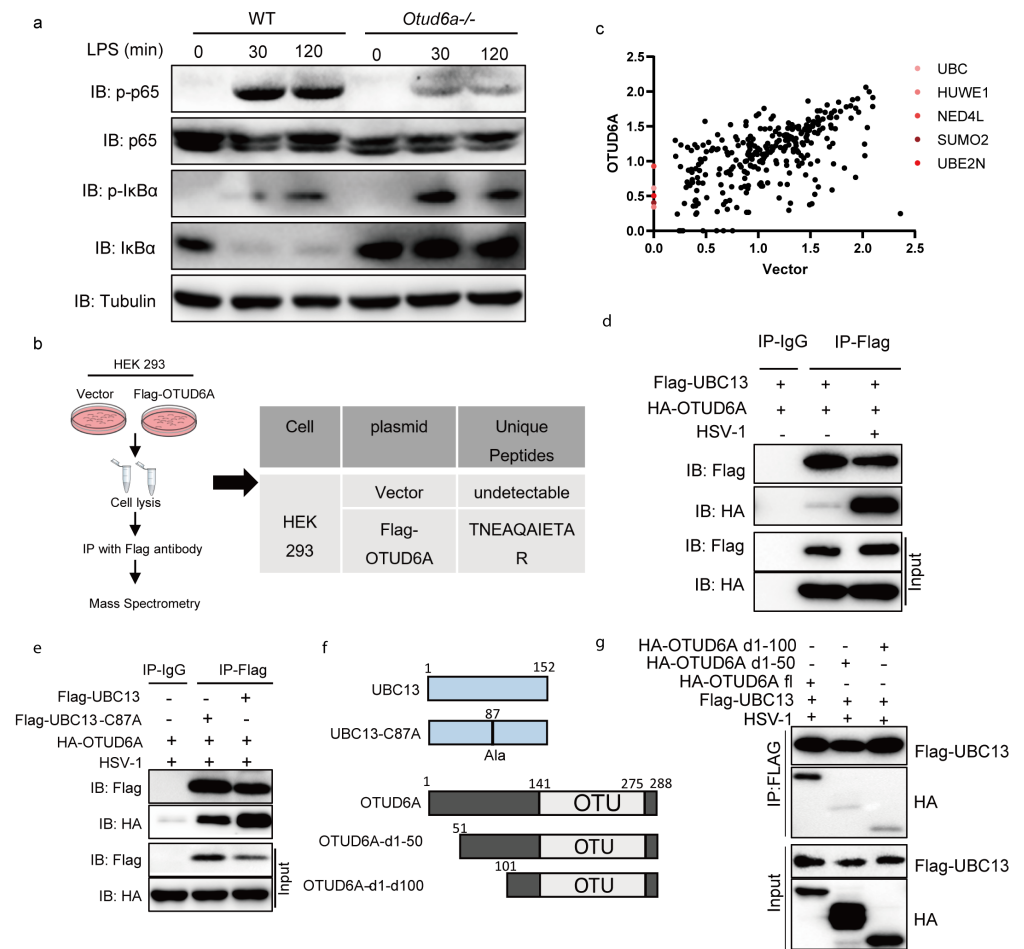 a
WT
Otud6a-/-
LPS (min)
0
30
120
0
30
120
IB: p-p65
IB: p65
IB: p-IκBα
IB: IκBα
IB: Tubulin
b
HEK 293
Vector
Flag-OTUD6A
Cell lysis
IP with Flag antibody
Mass Spectrometry
Cell
plasmid
Unique
Peptides
HEK
293
Vector
undetectable
Flag-
OTUD6A
TNEAQAIETA
R
c
OTUD6A
2.5
2.0
1.5
1.0
0.5
0.0
0.0
0.5
1.0
1.5
2.0
2.5
Vector
UBC
HUWE1
NED4L
SUMO2
UBE2N
d
IP-IgG
IP-Flag
Flag-UBC13 + + +
HA-OTUD6A + + +
HSV-1 - - +
IB: Flag
IB: HA
IB: Flag
IB: HA
Input
e
IP-IgG
IP-Flag
Flag-UBC13 - - +
Flag-UBC13-C87A - + -
HA-OTUD6A + + +
HSV-1 + + +
IB: Flag
IB: HA
IB: Flag
IB: HA
Input
f
1
152
UBC13
87
UBC13-C87A
Ala
1
141
275
288
OTUD6A
OTU
51
OTUD6A-d1-50
OTU
101
OTUD6A-d1-d100
OTU
g
HA-OTUD6A d1-100 - - +
HA-OTUD6A d1-50 - + -
HA-OTUD6A fl + - -
Flag-UBC13 + + +
HSV-1 + + +
IP:FLAG
Flag-UBC13
HA
Input
Flag-UBC13
HA